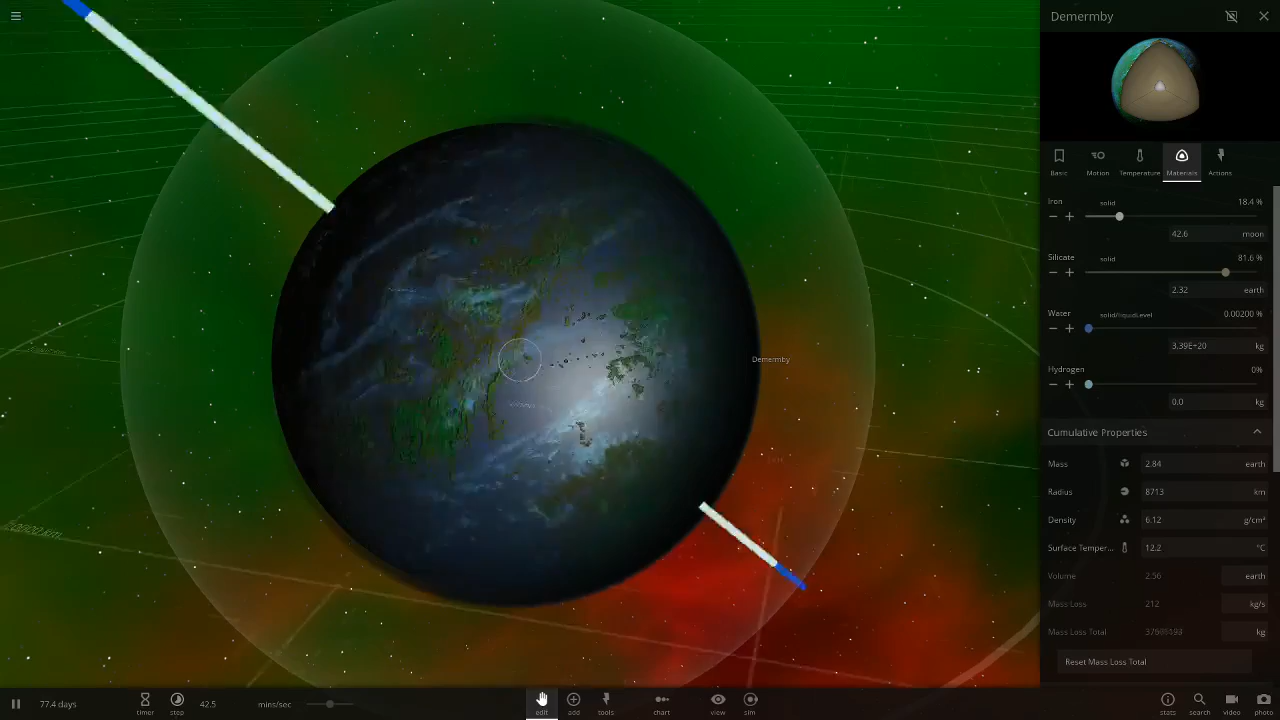 Demermby
Basic
Motion
Temperature
Materials
Actions
Iron solid 18.4 %
42.6 moon
Silicate solid 81.6 %
2.32 earth
Water solid/liquidLevel 0.00200 %
3.39E+20 kg
Hydrogen 0%
0.0 kg
Demermby
Cumulative Properties
Mass 2.84 earth
Radius 8713 km
Density 6.12 g/cm³
Surface Temper... 12.2 °C
Volume 2.56 earth
Mass Loss 212 kg/s
Mass Loss Total kg
Reset Mass Loss Total
77.4 days
timer
step
42.5 mins/sec
edit
add
tools
chart
view
sim
stats
search
video
photo